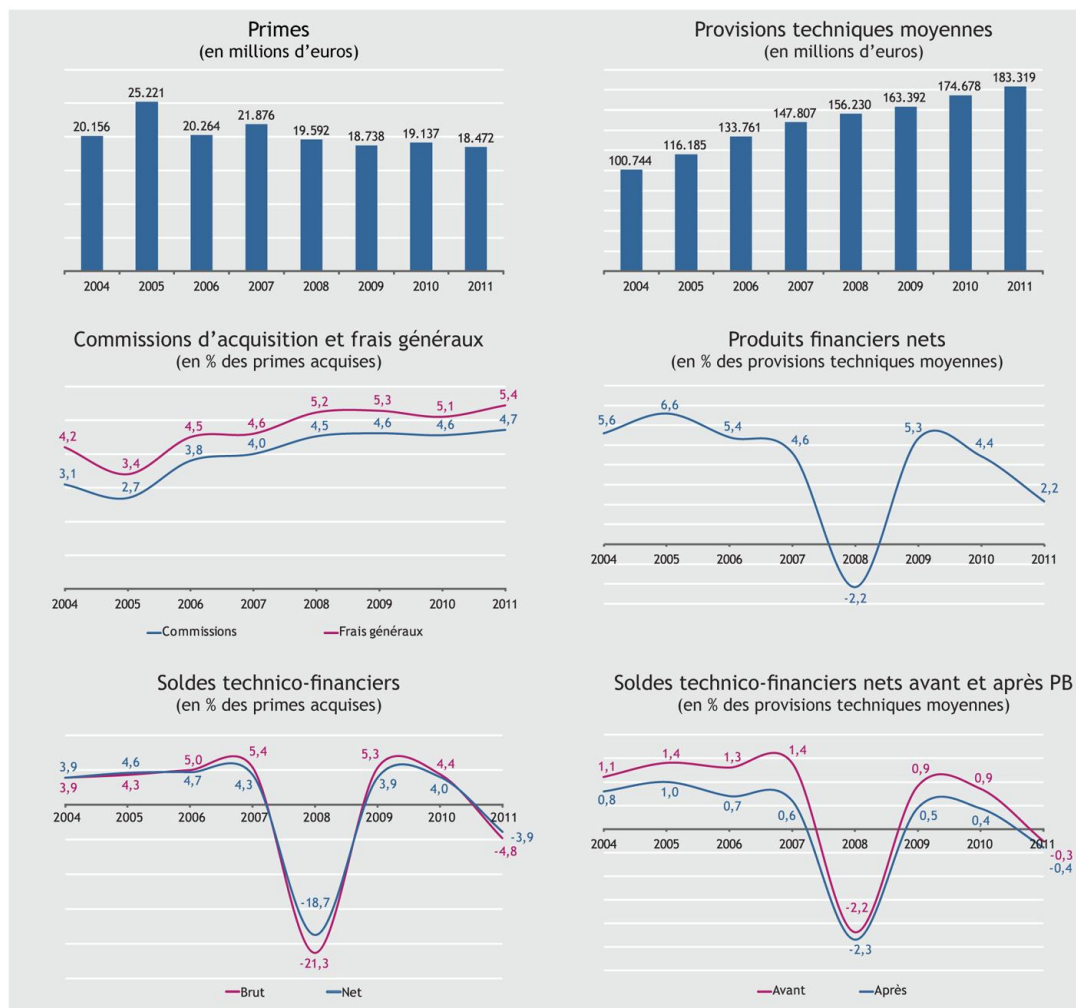 Primes
(en millions d'euros)
20.156
25.221
20.264
21.876
19.592
18.738
19.137
18.472
2004 2005 2006 2007 2008 2009 2010 2011
Provisions techniques moyennes
(en millions d'euros)
100.744
116.185
133.761
147.807
156.230
163.392
174.678
183.319
2004 2005 2006 2007 2008 2009 2010 2011
Commissions d'acquisition et frais généraux
(en % des primes acquises)
4,2 3,4 4,5 4,6 5,2 5,3 5,1 5,4
3,1 2,7 3,8 4,0 4,5 4,6 4,6 4,7
2004 2005 2006 2007 2008 2009 2010 2011
Commissions Frais généraux
Produits financiers nets
(en % des provisions techniques moyennes)
5,6 6,6 5,4 4,6 5,3 4,4 2,2
2004 2005 2006 2007 2008 2009 2010 2011
-2,2
Soldes technico-financiers
(en % des primes acquises)
3,9 4,6 5,0 5,4 5,3 4,4
3,9 4,3 4,7 4,3 3,9 4,0
2004 2005 2006 2007 2008 2009 2010 2011
-3,9
-4,8
-18,7
-21,3
Brut Net
Soldes technico-financiers nets avant et après PB
(en % des provisions techniques moyennes)
1,1 1,4 1,3 1,4 0,9 0,9
0,8 1,0 0,7 0,6 0,5 0,4
2004 2005 2006 2007 2008 2009 2010 2011
-0,3
-0,4
-2,2
-2,3
Avant Après